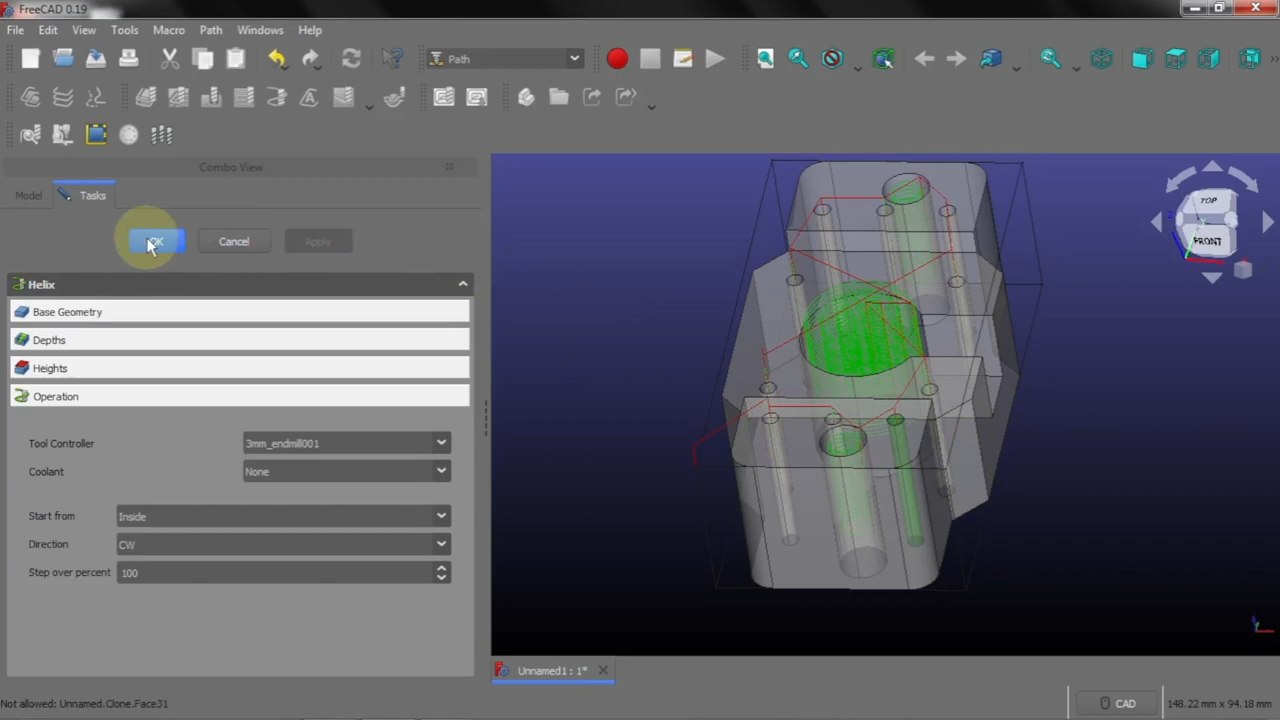 FreeCAD 0.19
File Edit View Tools Macro Path Windows Help
Path
Combo View
Model Tasks
OK Cancel Apply
Helix
Base Geometry
Depths
Heights
Operation
Tool Controller 3mm_endmill001
Coolant None
Start from Inside
Direction CW
Step over percent 100
TOP
FRONT
Z
Unnamed1 : 1*
Not allowed: Unnamed.Clone.Face31
CAD 148.22 mm x 94.18 mm